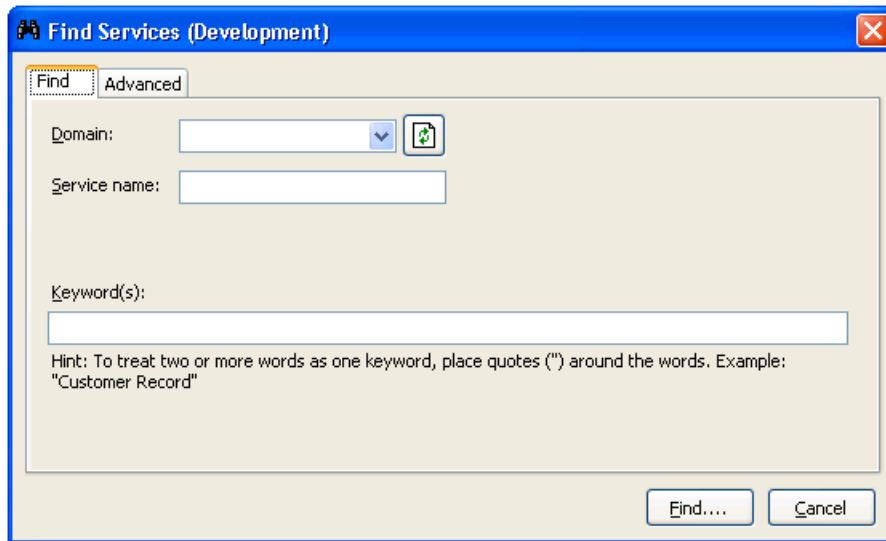 Find Services (Development)
Find
Advanced
Domain:
Service name:
Keyword(s):
Hint: To treat two or more words as one keyword, place quotes (") around the words. Example:
"Customer Record"
Find....
Cancel